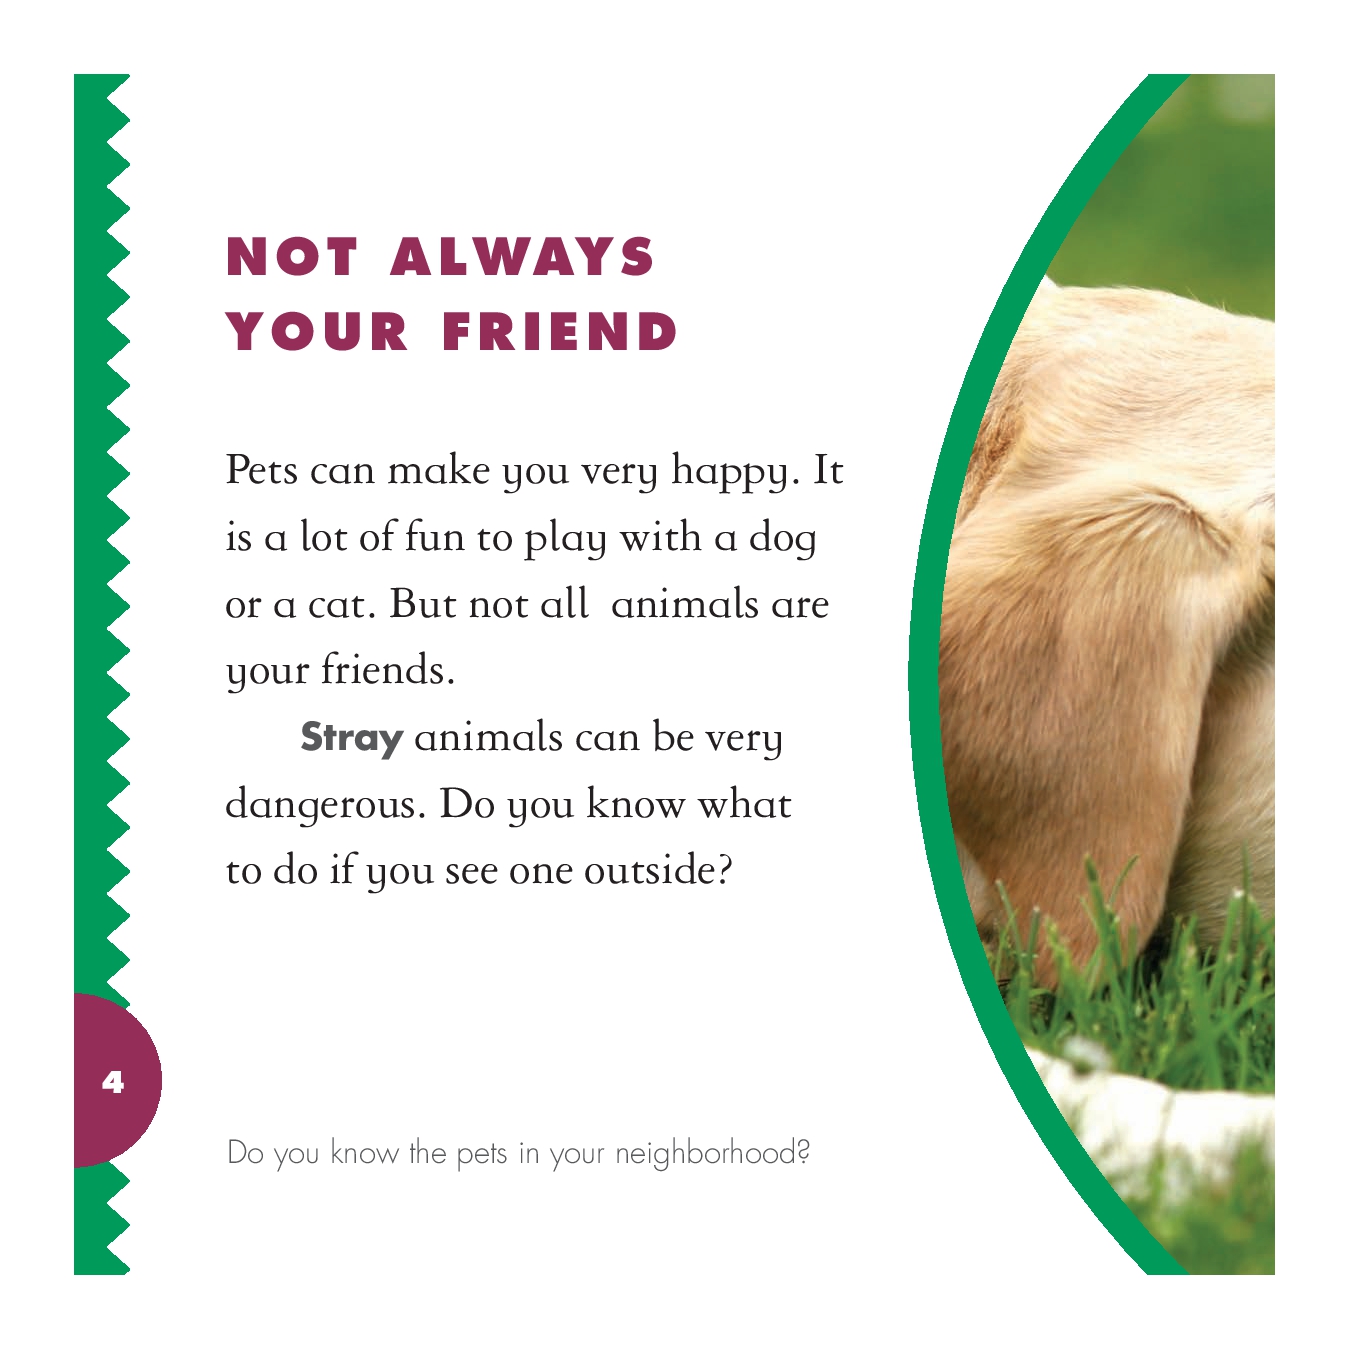 NOT ALWAYS
YOUR FRIEND
Pets can make you very happy. It
is a lot of fun to play with a dog
or a cat. But not all  animals are
your friends.
Stray animals can be very
dangerous. Do you know what
to do if you see one outside?
4
Do you know the pets in your neighborhood?